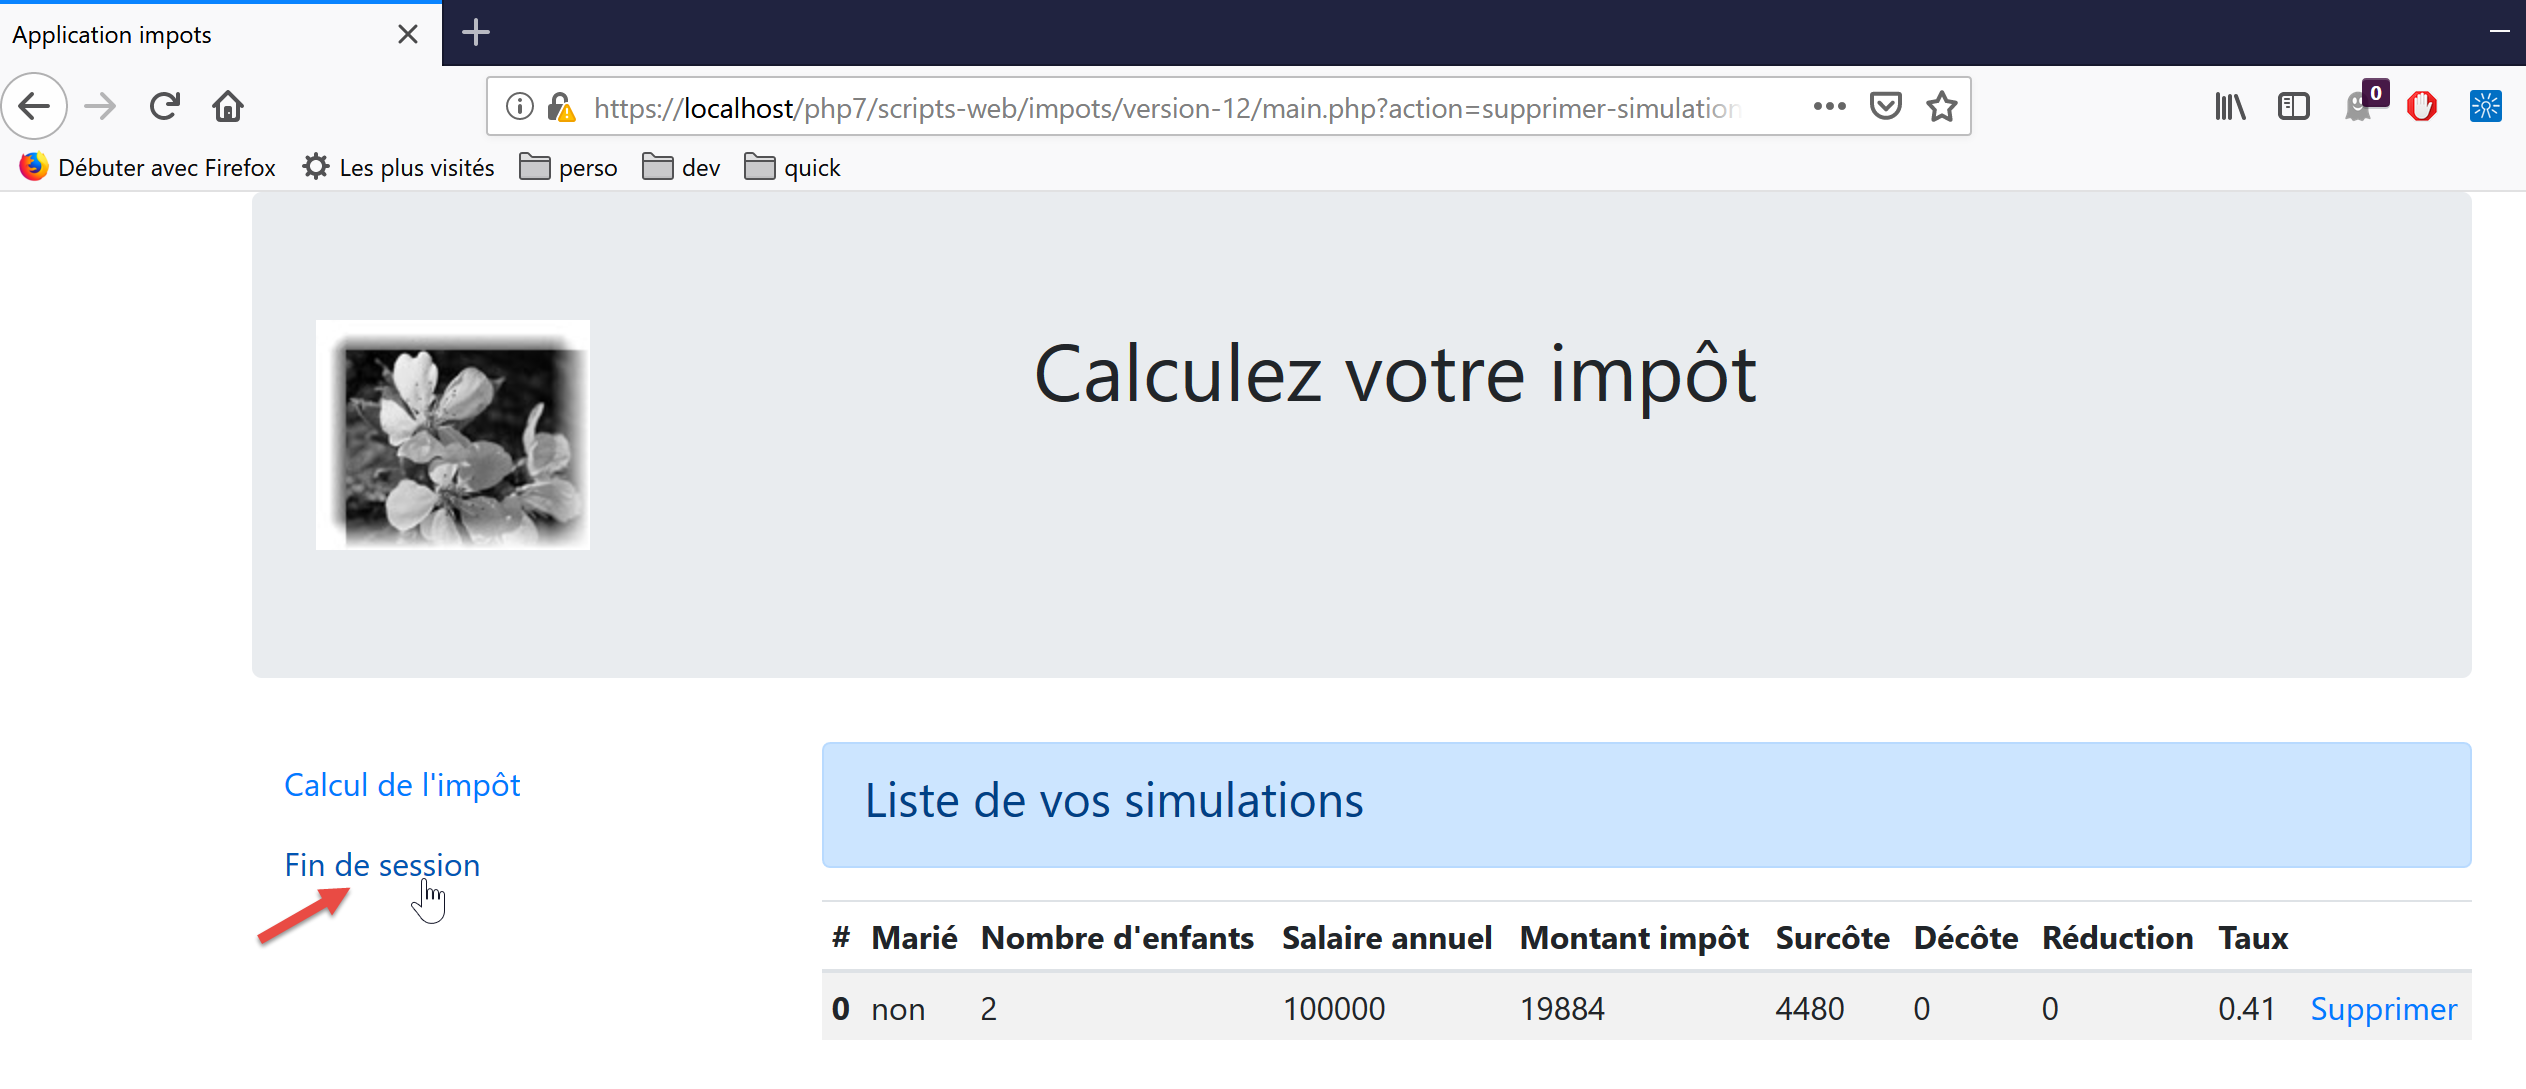 Application impots
https://localhost/php7/scripts-web/impots/version-12/main.php?action=supprimer-simulation
0
Débuter avec Firefox Les plus visités perso dev quick
Calculez votre impôt
Calcul de l'impôt
Fin de session
Liste de vos simulations
# Marié Nombre d'enfants Salaire annuel Montant impôt Surcôte Décôte Réduction Taux
0 non 2 100000 19884 4480 0 0 0.41 Supprimer